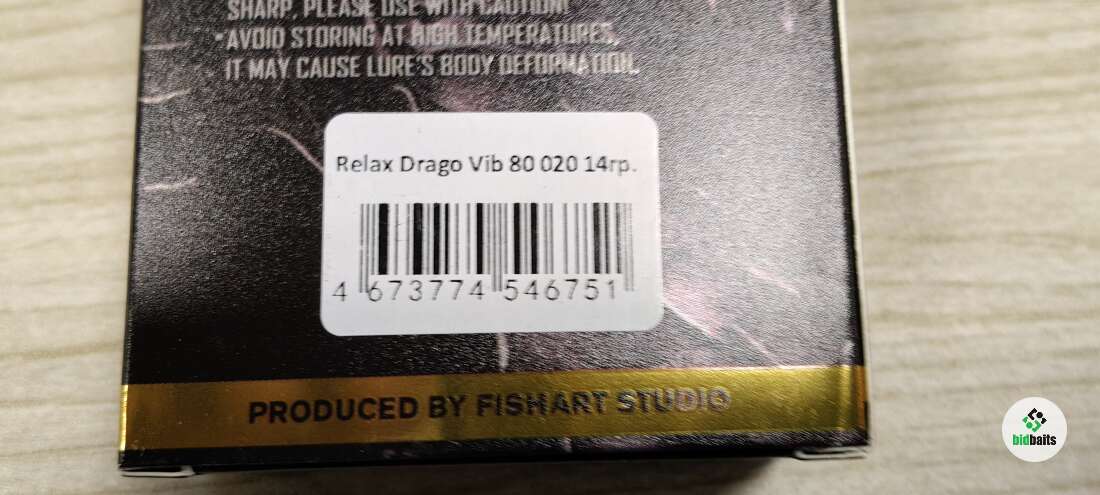 SHARP, PLEASE USE WITH CAUTION!
•AVOID STORING AT HIGH TEMPERATURES,
IT MAY CAUSE LURE'S BODY DEFORMATION.
Relax Drago Vib 80 020 14гр.
4 673774 546751
PRODUCED BY FISHART STUDIO
bidbaits